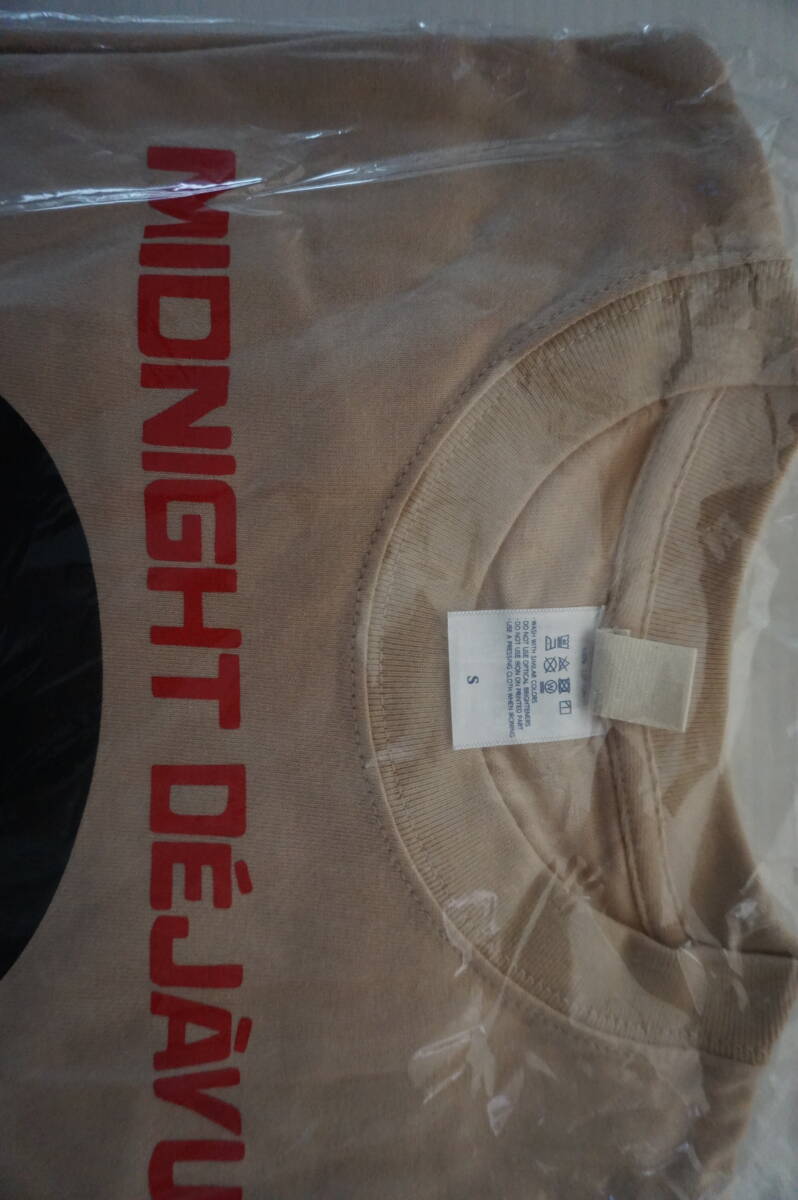 MIDNIGHT DÉJÀVU
WASH WITH SIMILAR COLORS
DO NOT USE OPTICAL BRIGHTENERS
DO NOT USE IRON ON PRINTED PART
USE A PRESSING CLOTH WHEN IRONING
S